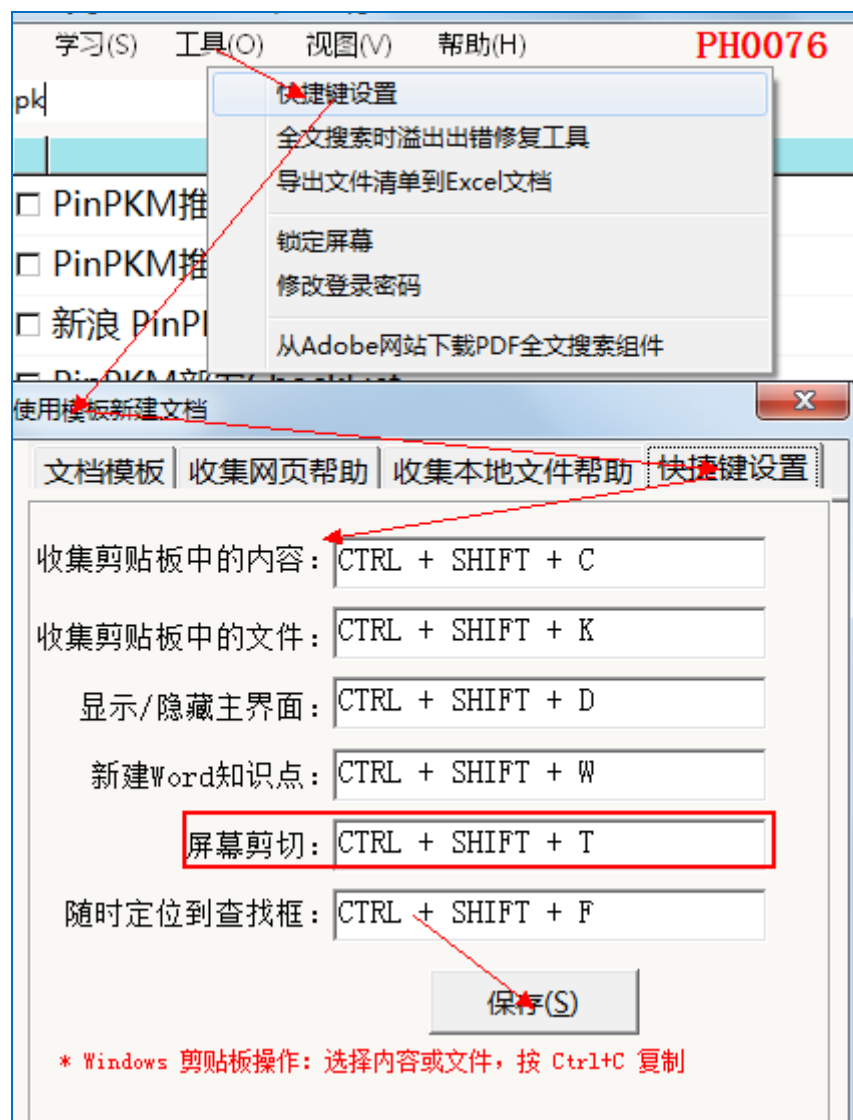 学习(S) 工具(O) 视图(V) 帮助(H) PH0076
pk
快捷键设置
全文搜索时溢出出错修复工具
导出文件清单到Excel文档
锁定屏幕
修改登录密码
从Adobe网站下载PDF全文搜索组件
PinPKM推
PinPKM推
新浪 PinP
使用模板新建文档
文档模板 收集网页帮助 收集本地文件帮助 快捷键设置
收集剪贴板中的内容: CTRL + SHIFT + C
收集剪贴板中的文件: CTRL + SHIFT + K
显示/隐藏主界面: CTRL + SHIFT + D
新建Word知识点: CTRL + SHIFT + W
屏幕剪切: CTRL + SHIFT + T
随时定位到查找框: CTRL + SHIFT + F
保存(S)
* Windows 剪贴板操作: 选择内容或文件, 按 Ctrl+C 复制